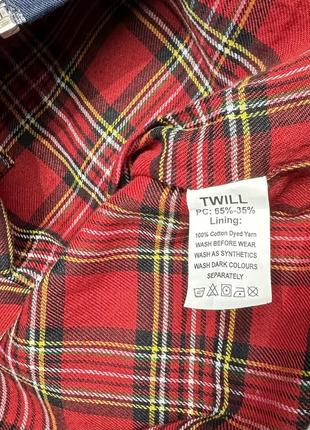 TWILL
PC: 65%-35%
Lining:
100% Cotton Dyed Yarn
WASH BEFORE WEAR
WASH AS SYNTHETICS
WASH DARK COLOURS
SEPARATELY